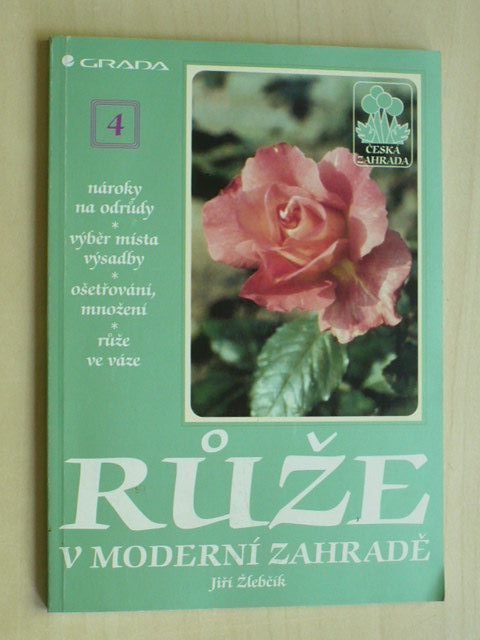 GRADA
4
ČESKÁ
ZAHRADA
nároky
na odrůdy
*
výběr místa
výsadby
*
ošetřování,
množení
*
růže
ve váze
RŮŽE
V MODERNÍ ZAHRADĚ
Jiří Žlebčík